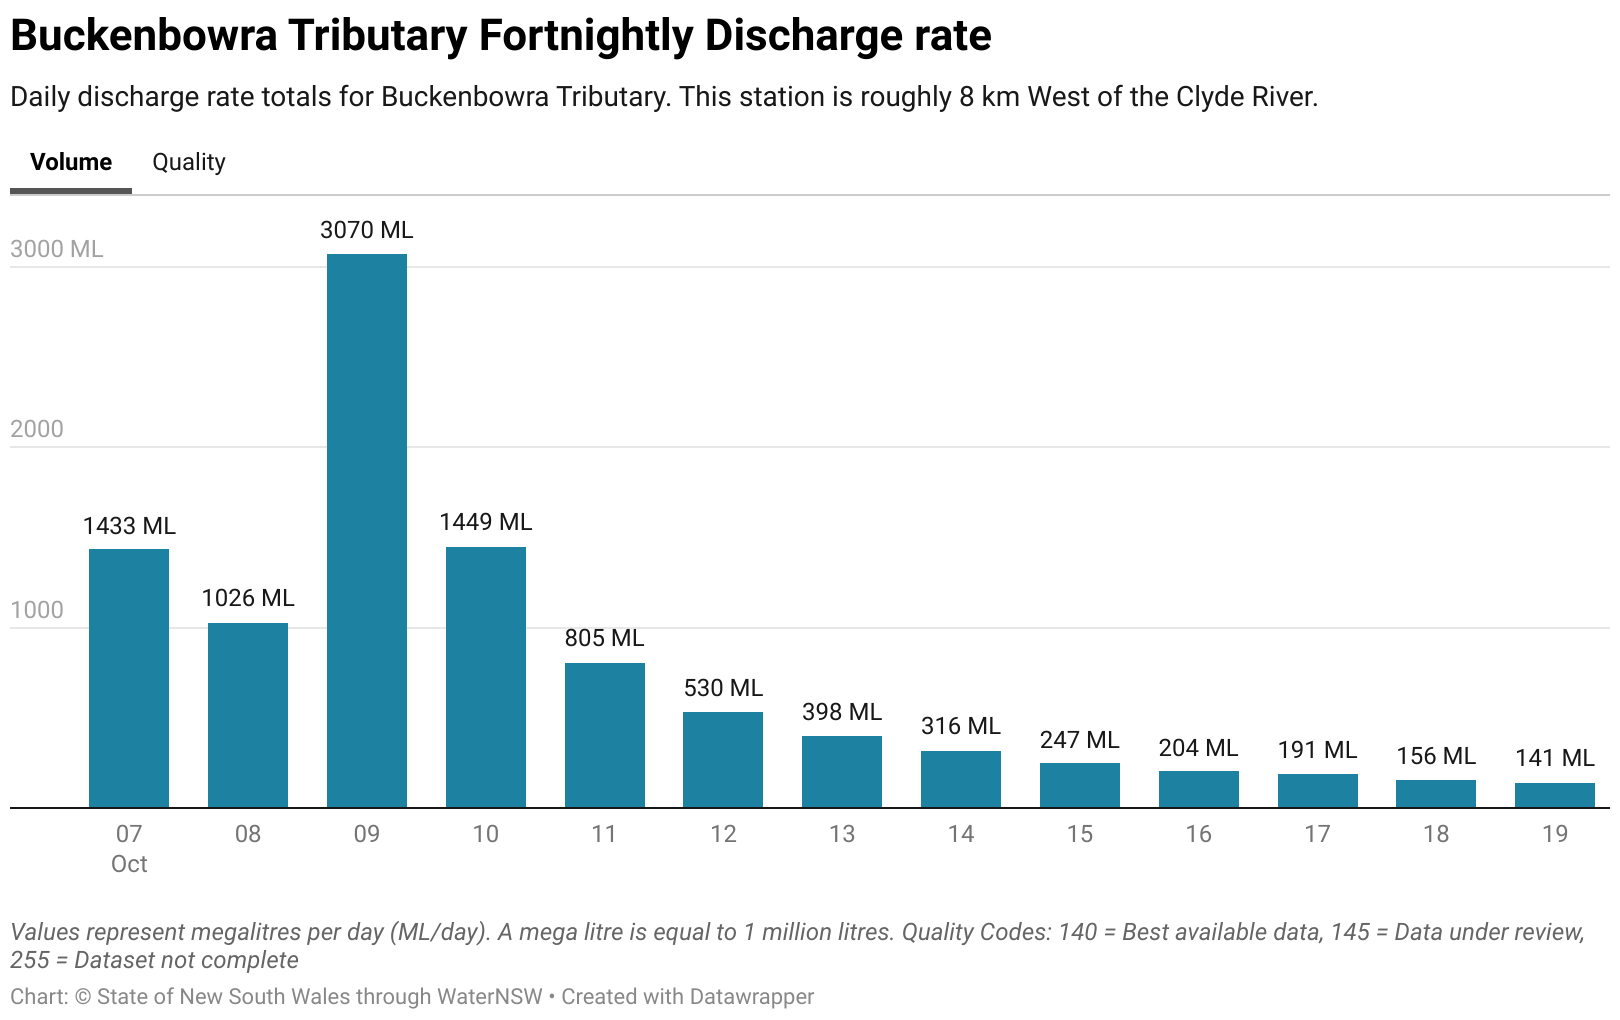 Buckenbowra Tributary Fortnightly Discharge rate
Daily discharge rate totals for Buckenbowra Tributary. This station is roughly 8 km West of the Clyde River.
Volume Quality
3070 ML
3000 ML
2000
1433 ML
1449 ML
1026 ML
1000
805 ML
530 ML
398 ML
316 ML
247 ML
204 ML
191 ML
156 ML
141 ML
07 08 09 10 11 12 13 14 15 16 17 18 19
Oct
Values represent megalitres per day (ML/day). A mega litre is equal to 1 million litres. Quality Codes: 140 = Best available data, 145 = Data under review,
255 = Dataset not complete
Chart: © State of New South Wales through WaterNSW • Created with Datawrapper